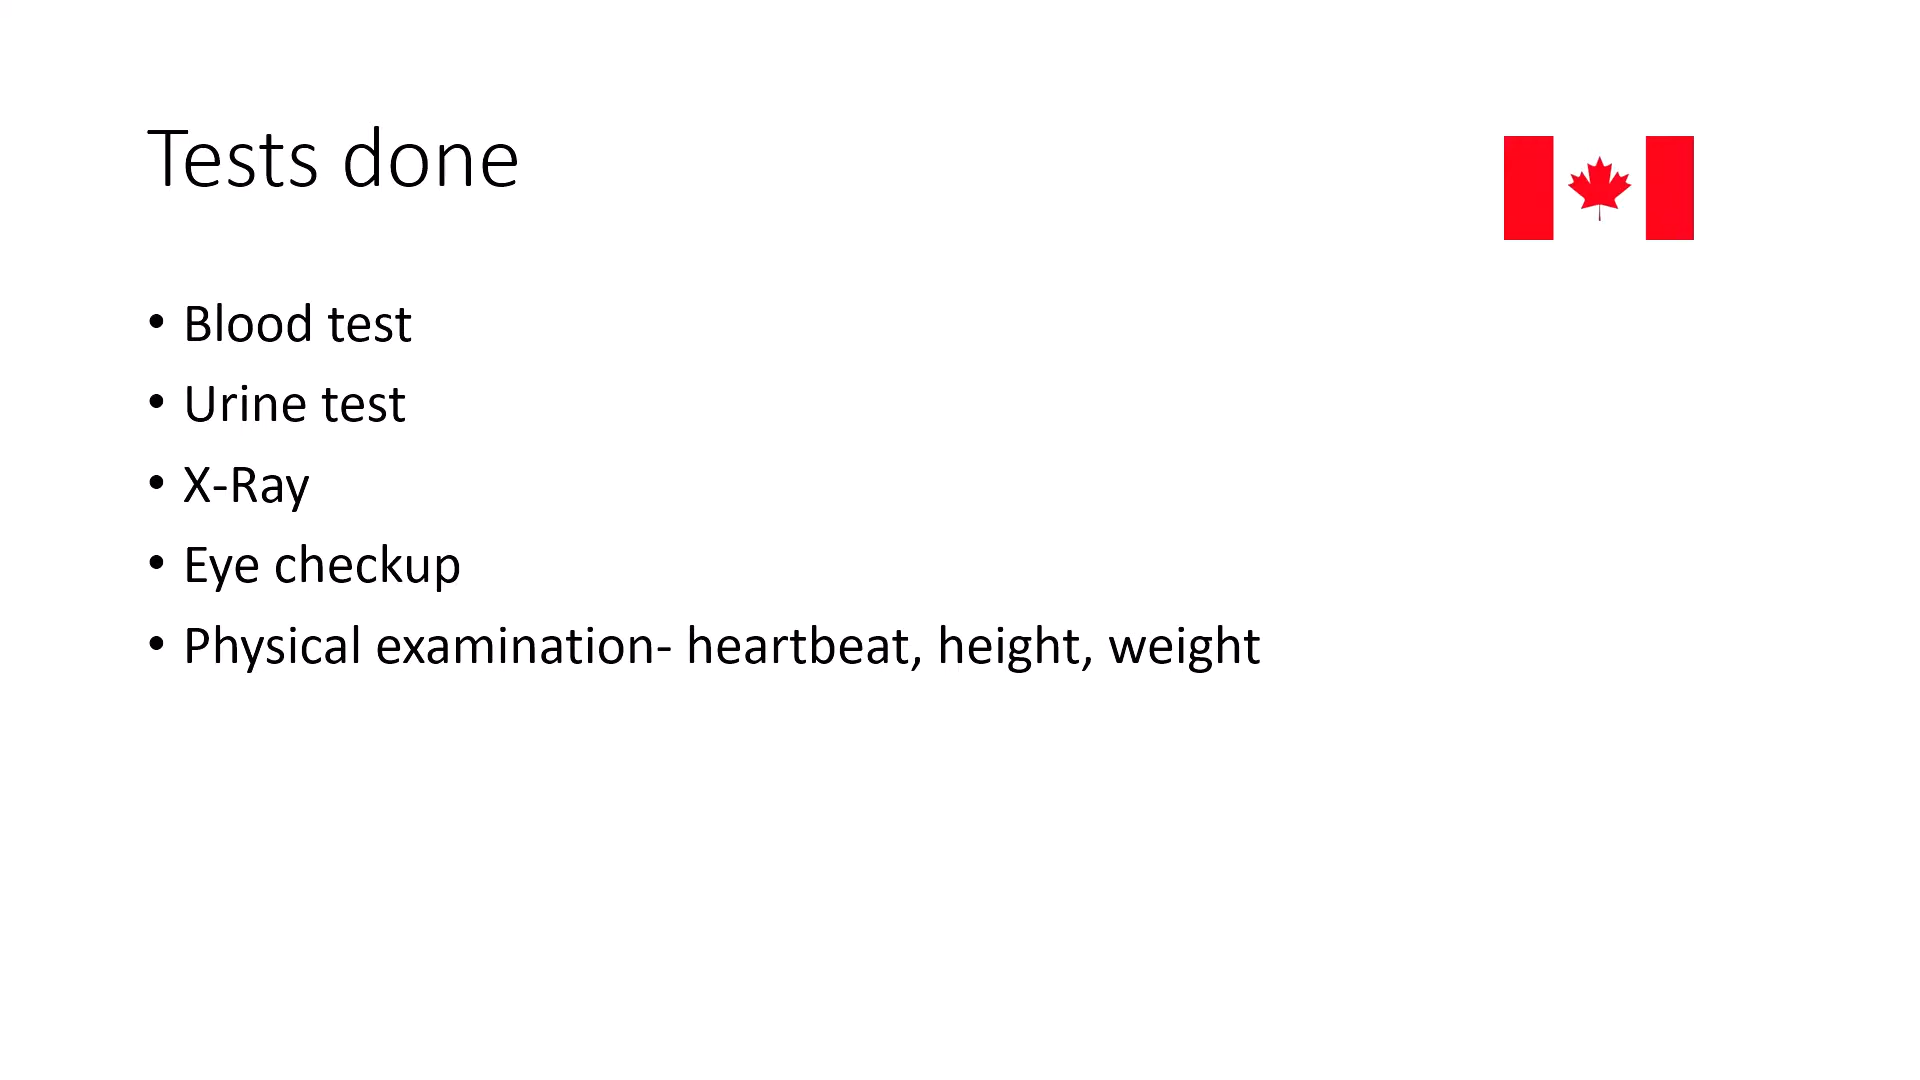 Tests done
• Blood test
• Urine test
• X-Ray
• Eye checkup
• Physical examination- heartbeat, height, weight